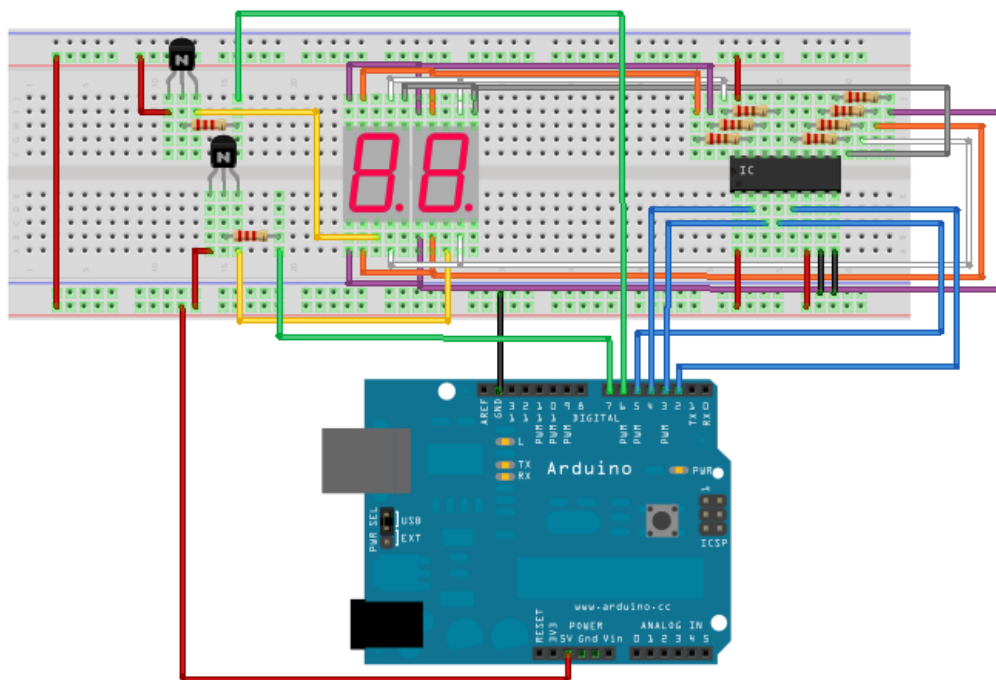 N
N
IC
AREF
GND
13
12
PWM 11
PWM 10
PWM 9
8
DIGITAL
7
PWM 6
PWM 5
4
PWM 3
2
TX 1
RX 0
L
TX
RX
Arduino
PWR
PWR SEL
USB
EXT
1
ICSP
www.arduino.cc
POWER
RESET
3V3
5V Gnd Vin
ANALOG IN
0 1 2 3 4 5